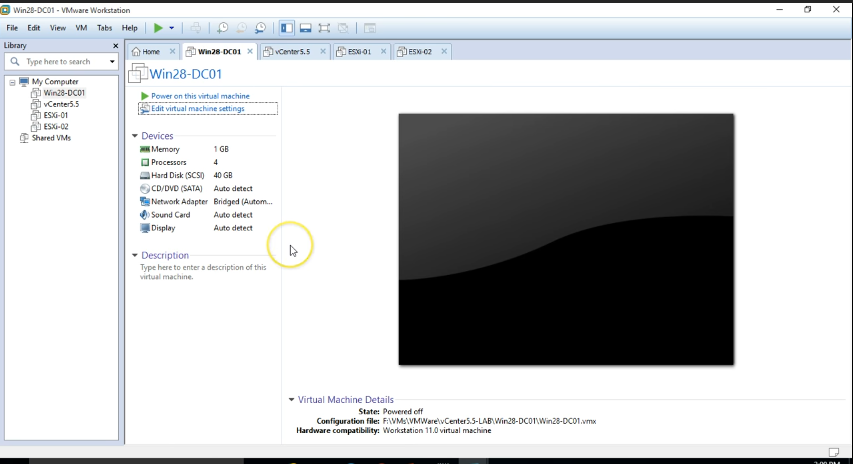 Win28-DC01 - VMware Workstation
File Edit View VM Tabs Help
Library
Home Win28-DC01 vCenter5.5 ESXi-01 ESXi-02
Type here to search
Win28-DC01
My Computer
Win28-DC01
vCenter5.5
ESXi-01
ESXi-02
Shared VMs
Power on this virtual machine
Edit virtual machine settings
Devices
Memory 1 GB
Processors 4
Hard Disk (SCSI) 40 GB
CD/DVD (SATA) Auto detect
Network Adapter Bridged (Autom...
Sound Card Auto detect
Display Auto detect
Description
Type here to enter a description of this
virtual machine.
Virtual Machine Details
State: Powered off
Configuration file: F:\VMs\VMWare\vCenter5.5-LAB\Win28-DC01\Win28-DC01.vmx
Hardware compatibility: Workstation 11.0 virtual machine